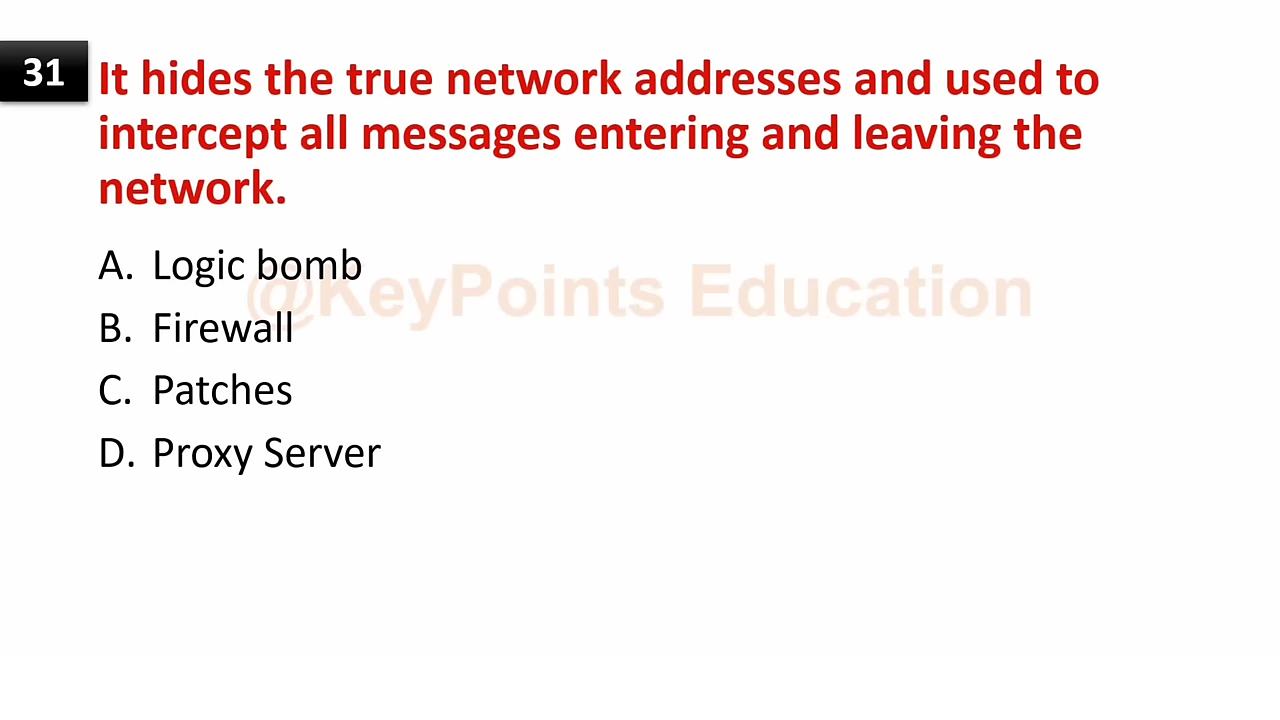 31
It hides the true network addresses and used to
intercept all messages entering and leaving the
network.
A. Logic bomb
@KeyPoints Education
B. Firewall
C. Patches
D. Proxy Server